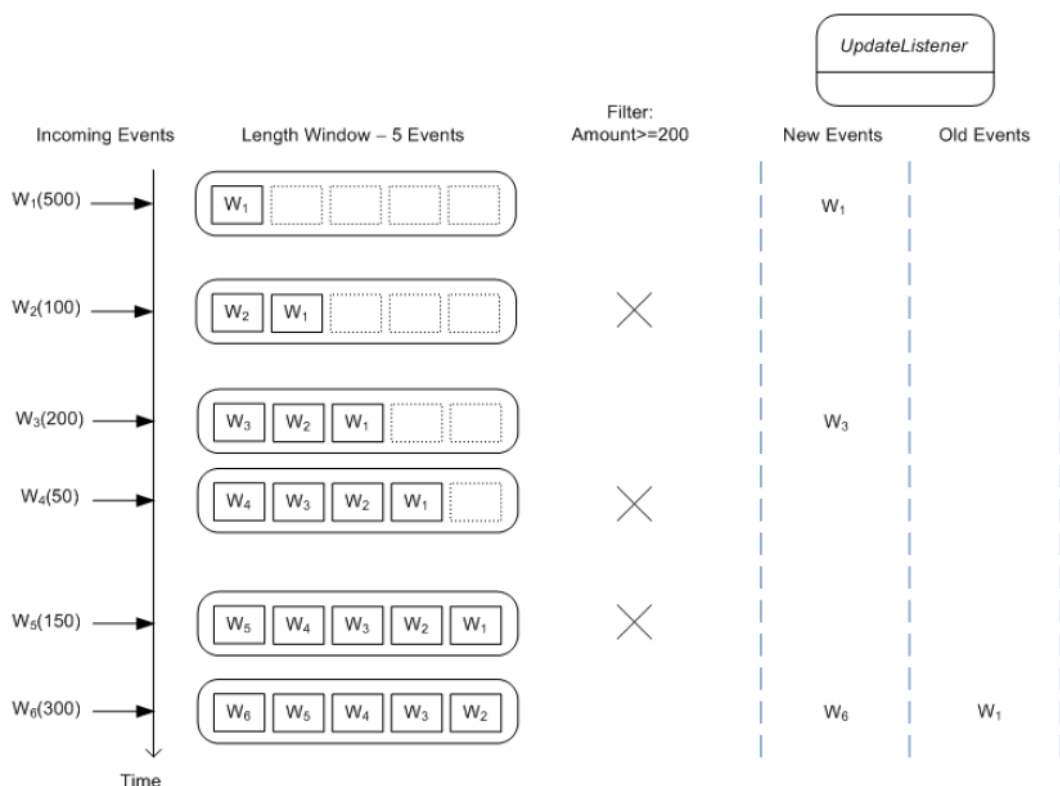 UpdateListener
Filter:
Incoming Events Length Window – 5 Events Amount>=200 New Events Old Events
W₁(500) W₁ W₁
W₂(100) W₂ W₁
W₃(200) W₃ W₂ W₁ W₃
W₄(50) W₄ W₃ W₂ W₁
W₅(150) W₅ W₄ W₃ W₂ W₁
W₆(300) W₆ W₅ W₄ W₃ W₂ W₆ W₁
Time